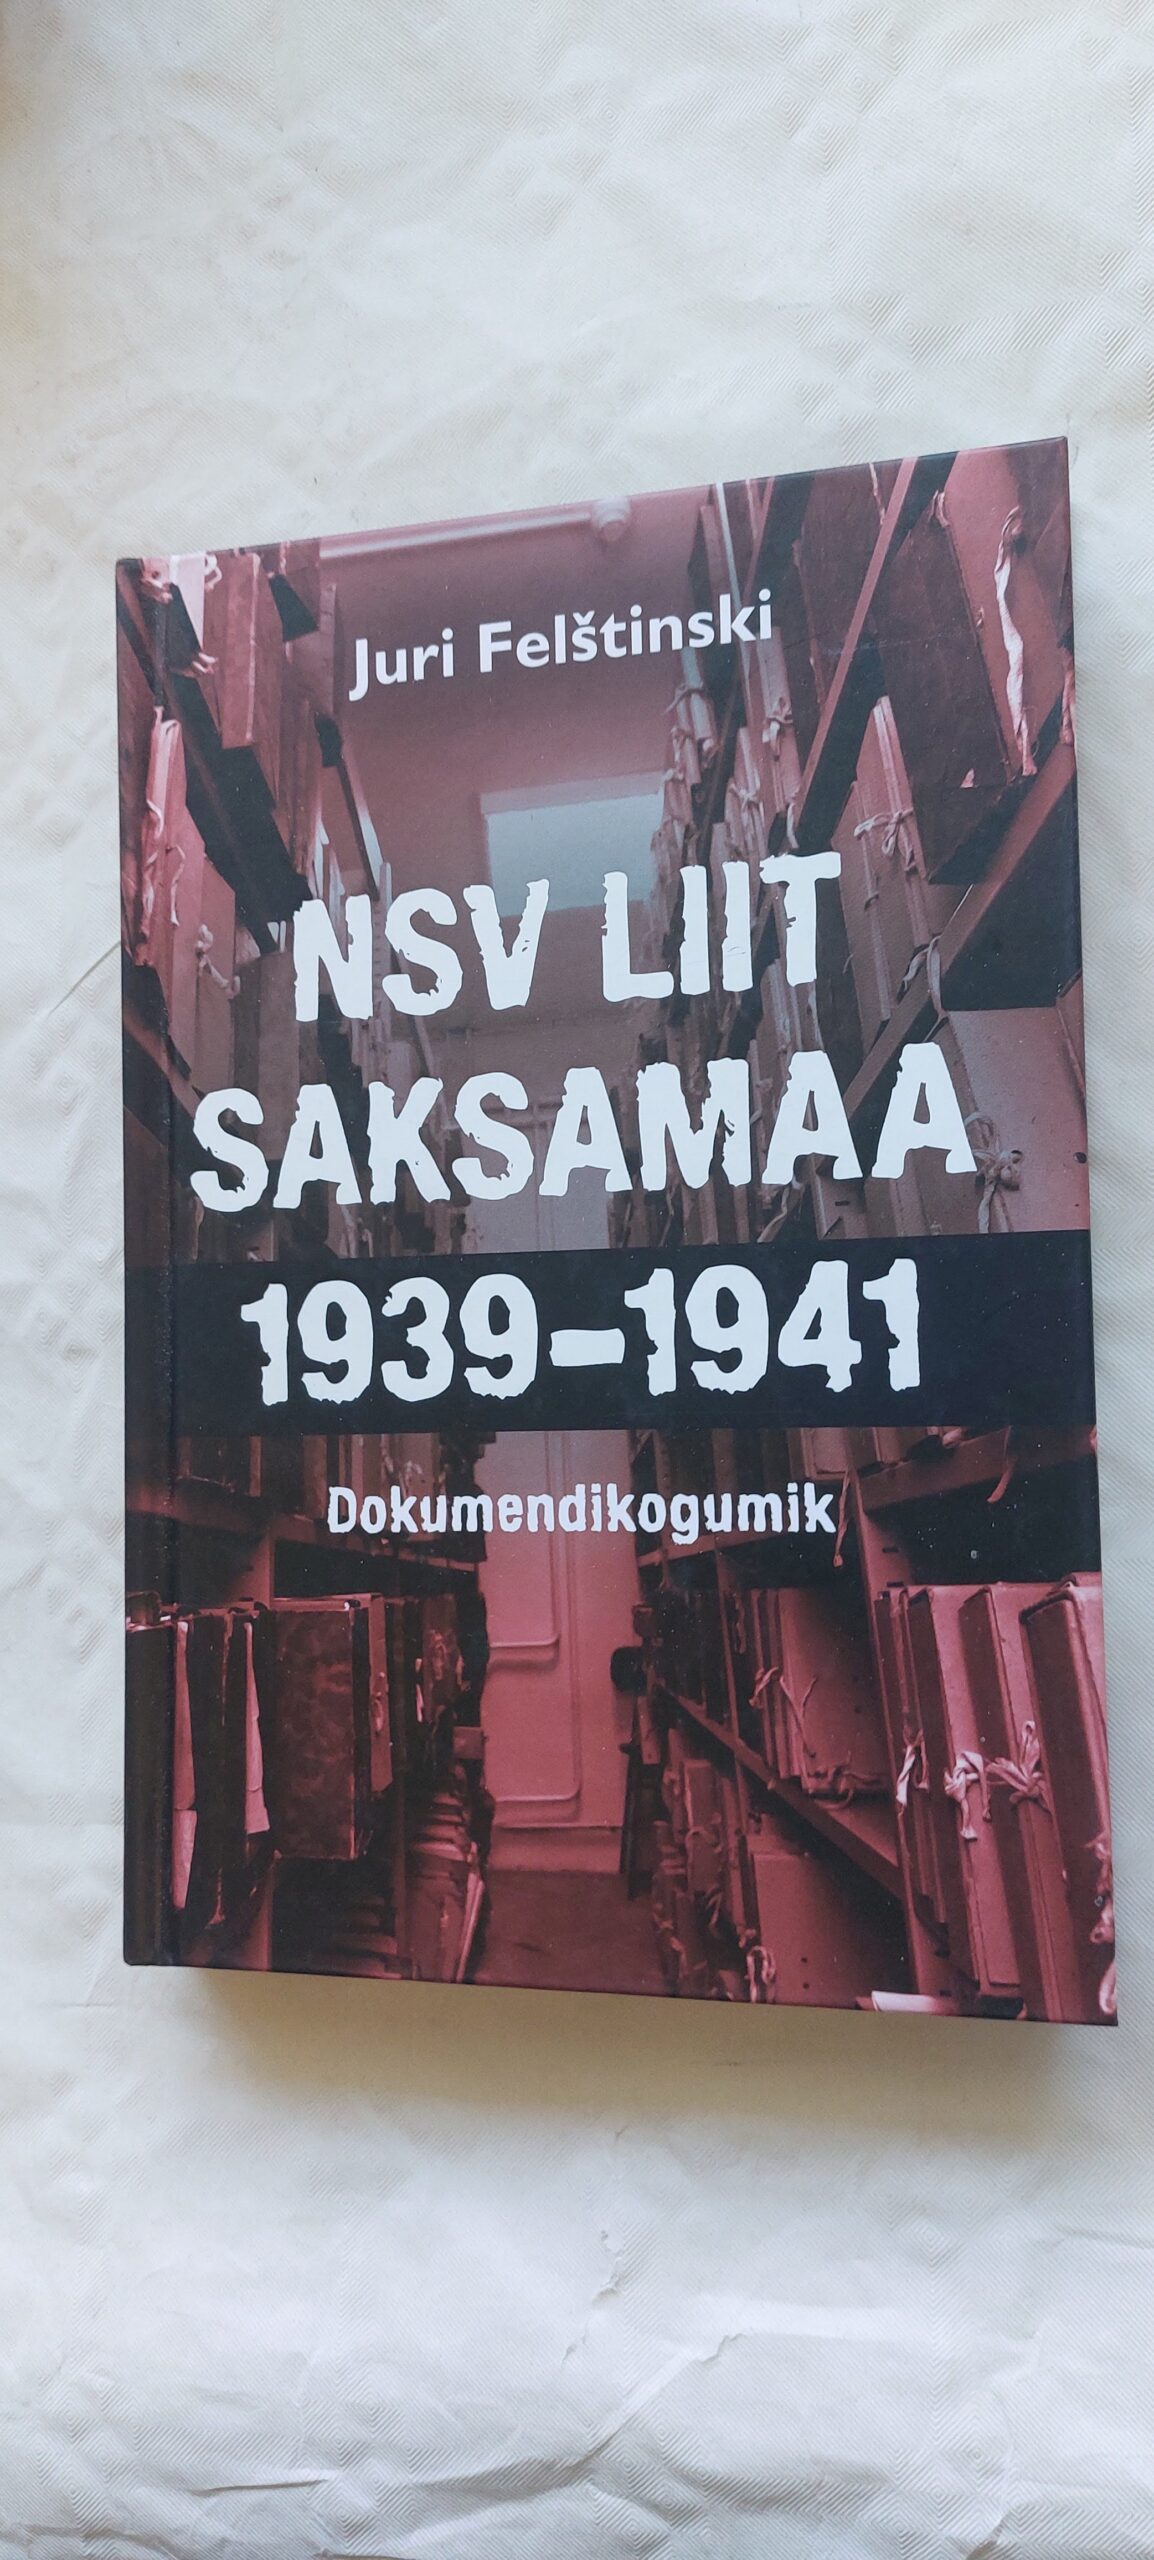 Juri Felštinski
NSV LIIT
SAKSAMAA
1939–1941
Dokumendikogumik